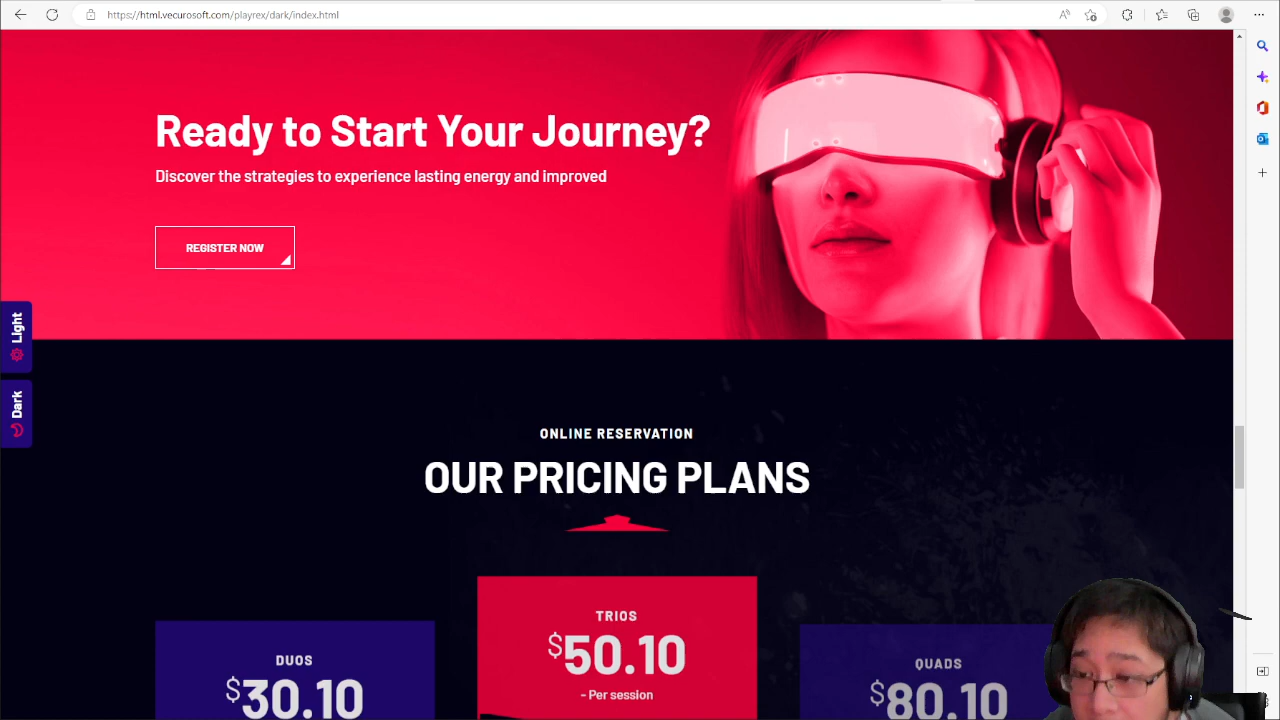 https://html.vecurosoft.com/playrex/dark/index.html
Ready to Start Your Journey?
Discover the strategies to experience lasting energy and improved
REGISTER NOW
Light
Dark
ONLINE RESERVATION
OUR PRICING PLANS
TRIOS
$50.10
- Per session
DUOS
$30.10
QUADS
$80.10